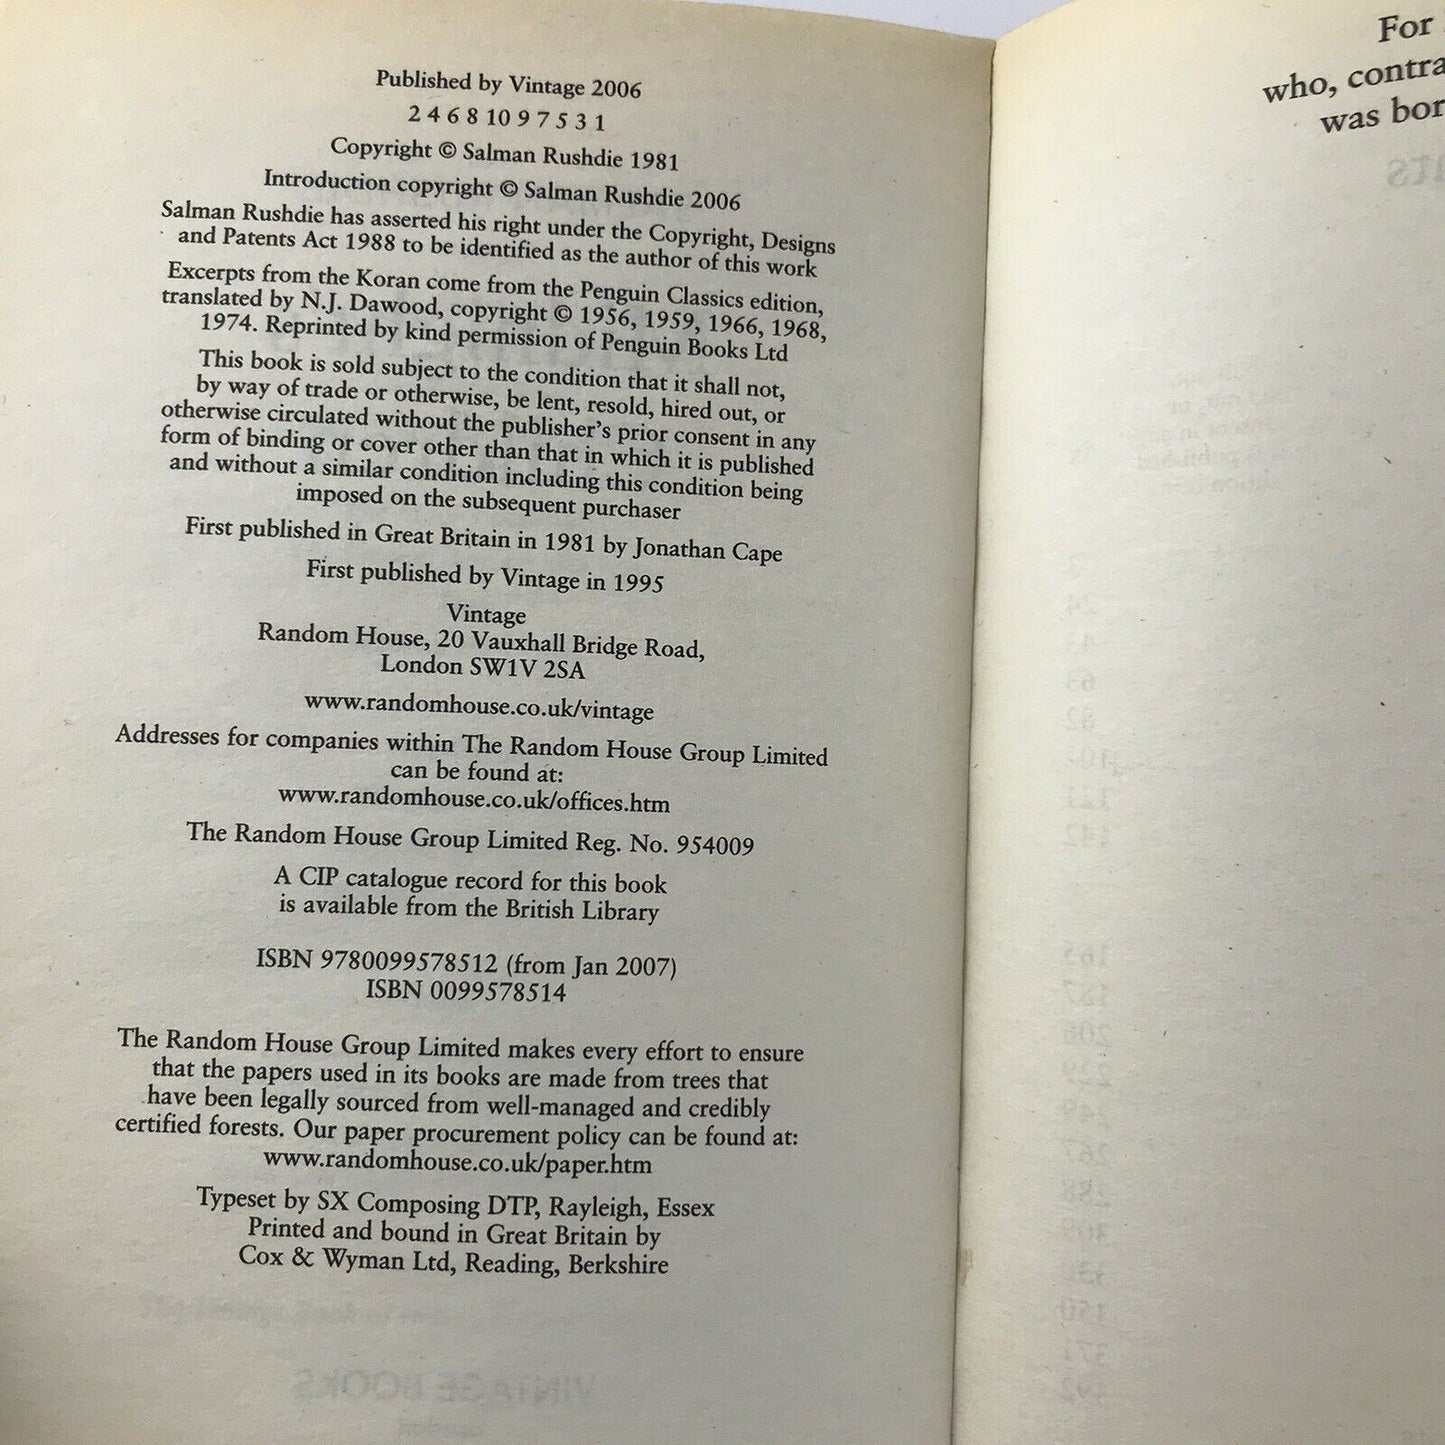 Published by Vintage 2006
2 4 6 8 10 9 7 5 3 1
Copyright © Salman Rushdie 1981
Introduction copyright © Salman Rushdie 2006
Salman Rushdie has asserted his right under the Copyright, Designs
and Patents Act 1988 to be identified as the author of this work
Excerpts from the Koran come from the Penguin Classics edition,
translated by N.J. Dawood, copyright © 1956, 1959, 1966, 1968,
1974. Reprinted by kind permission of Penguin Books Ltd
This book is sold subject to the condition that it shall not,
by way of trade or otherwise, be lent, resold, hired out, or
otherwise circulated without the publisher's prior consent in any
form of binding or cover other than that in which it is published
and without a similar condition including this condition being
imposed on the subsequent purchaser
First published in Great Britain in 1981 by Jonathan Cape
First published by Vintage in 1995
Vintage
Random House, 20 Vauxhall Bridge Road,
London SW1V 2SA
www.randomhouse.co.uk/vintage
Addresses for companies within The Random House Group Limited
can be found at:
www.randomhouse.co.uk/offices.htm
The Random House Group Limited Reg. No. 954009
A CIP catalogue record for this book
is available from the British Library
ISBN 9780099578512 (from Jan 2007)
ISBN 0099578514
The Random House Group Limited makes every effort to ensure
that the papers used in its books are made from trees that
have been legally sourced from well-managed and credibly
certified forests. Our paper procurement policy can be found at:
www.randomhouse.co.uk/paper.htm
Typeset by SX Composing DTP, Rayleigh, Essex
Printed and bound in Great Britain by
Cox & Wyman Ltd, Reading, Berkshire
VINTAGE BOOKS
London
For
who, contra
was bor